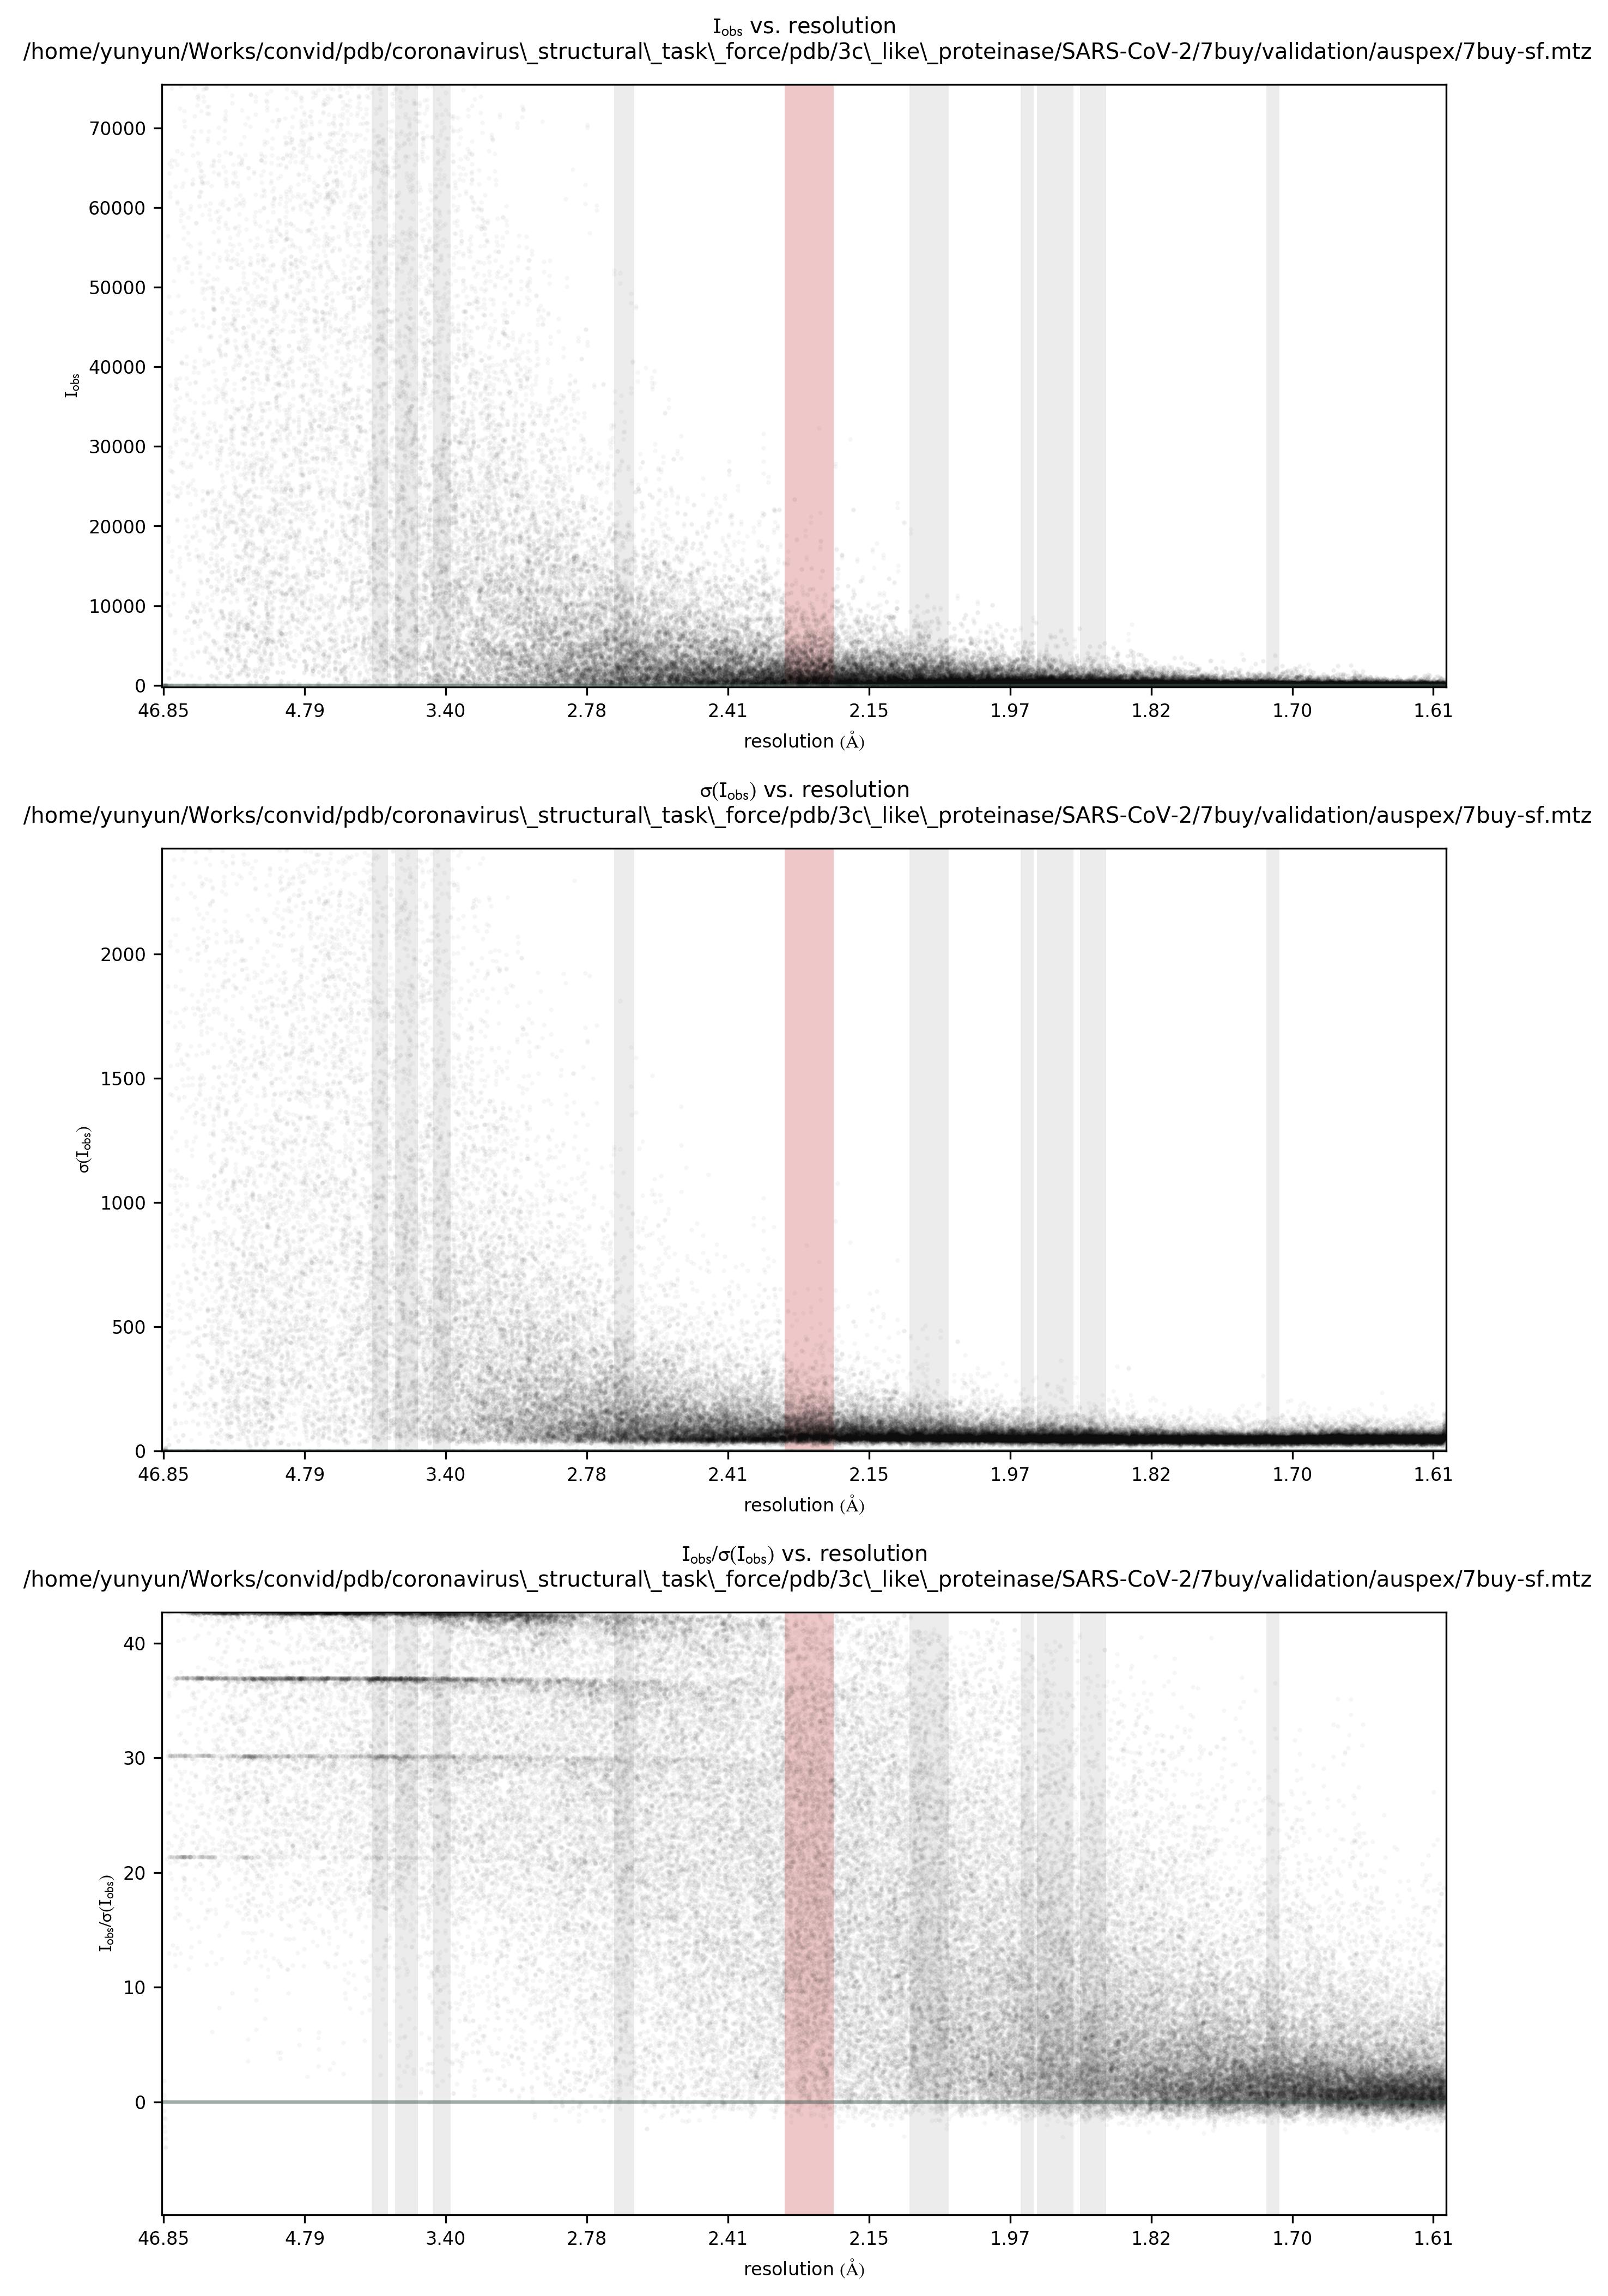 I_obs vs. resolution
/home/yunyun/Works/convid/pdb/coronavirus\_structural\_task\_force/pdb/3c\_like\_proteinase/SARS-CoV-2/7buy/validation/auspex/7buy-sf.mtz
70000
60000
50000
40000
30000
20000
10000
0
I_obs
46.85 4.79 3.40 2.78 2.41 2.15 1.97 1.82 1.70 1.61
resolution (Å)
σ(I_obs) vs. resolution
/home/yunyun/Works/convid/pdb/coronavirus\_structural\_task\_force/pdb/3c\_like\_proteinase/SARS-CoV-2/7buy/validation/auspex/7buy-sf.mtz
2000
1500
1000
500
0
σ(I_obs)
46.85 4.79 3.40 2.78 2.41 2.15 1.97 1.82 1.70 1.61
resolution (Å)
I_obs/σ(I_obs) vs. resolution
/home/yunyun/Works/convid/pdb/coronavirus\_structural\_task\_force/pdb/3c\_like\_proteinase/SARS-CoV-2/7buy/validation/auspex/7buy-sf.mtz
40
30
20
10
0
I_obs/σ(I_obs)
46.85 4.79 3.40 2.78 2.41 2.15 1.97 1.82 1.70 1.61
resolution (Å)